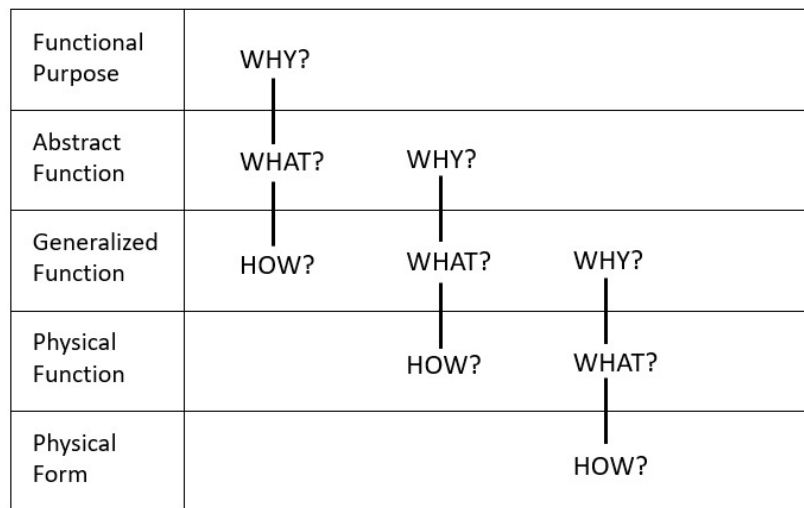 Functional
Purpose
WHY?
Abstract
Function
WHAT? WHY?
Generalized
Function
HOW? WHAT? WHY?
Physical
Function
HOW? WHAT?
Physical
Form
HOW?